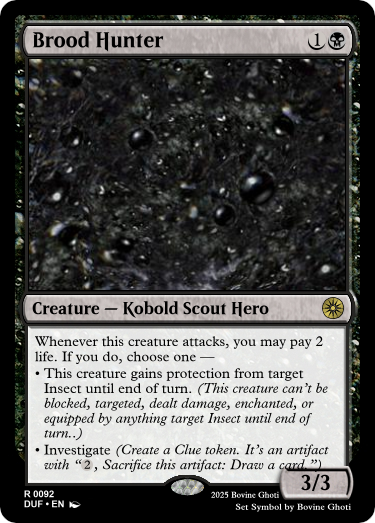 Brood Hunter 1
Creature — Kobold Scout Hero
Whenever this creature attacks, you may pay 2
life. If you do, choose one —
• This creature gains protection from target
Insect until end of turn. (This creature can't be
blocked, targeted, dealt damage, enchanted, or
equipped by anything target Insect until end of
turn..)
• Investigate (Create a Clue token. It's an artifact
with “2, Sacrifice this artifact: Draw a card.”)
3/3
R 0092
DUF • EN
2025 Bovine Ghoti
Set Symbol by Bovine Ghoti